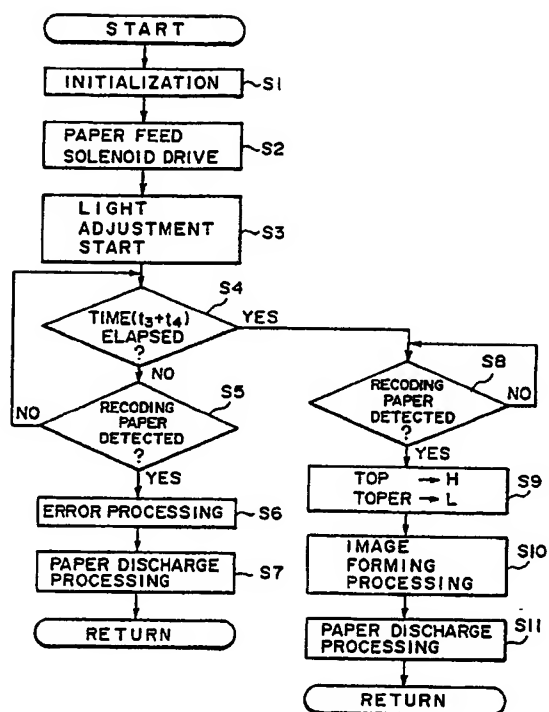 START
INITIALIZATION
S1
PAPER FEED
SOLENOID DRIVE
S2
LIGHT
ADJUSTMENT
START
S3
S4
TIME(t3+t4)
ELAPSED
?
YES
NO
S5
RECODING
PAPER
DETECTED
?
NO
YES
ERROR PROCESSING
S6
PAPER DISCHARGE
PROCESSING
S7
RETURN
S8
RECODING
PAPER
DETECTED
?
NO
YES
TOP → H
TOPER → L
S9
IMAGE
FORMING
PROCESSING
S10
PAPER DISCHARGE
PROCESSING
S11
RETURN